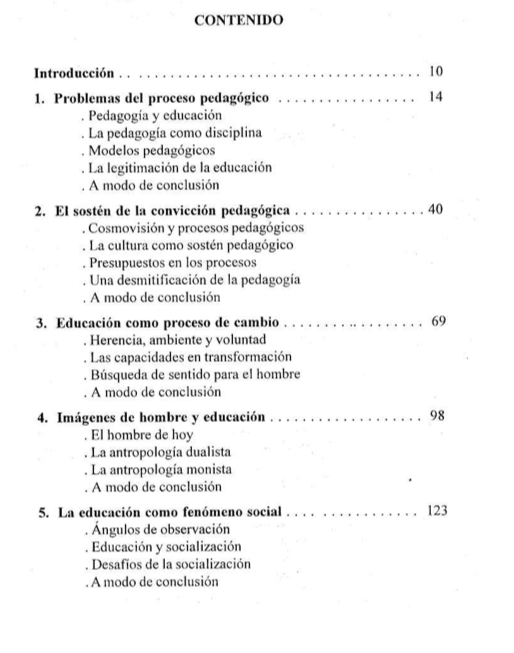 CONTENIDO
Introducción . . . . . . . . . . . . . . . . . . . . . . . . . . . . . . . . . . . . . . 10
1. Problemas del proceso pedagógico . . . . . . . . . . . . . . . . . 14
. Pedagogía y educación
. La pedagogía como disciplina
. Modelos pedagógicos
. La legitimación de la educación
. A modo de conclusión
2. El sostén de la convicción pedagógica . . . . . . . . . . . . . . . . 40
. Cosmovisión y procesos pedagógicos
. La cultura como sostén pedagógico
. Presupuestos en los procesos
. Una desmitificación de la pedagogía
. A modo de conclusión
3. Educación como proceso de cambio . . . . . . . . . . . . . . . . . . 69
. Herencia, ambiente y voluntad
. Las capacidades en transformación
. Búsqueda de sentido para el hombre
. A modo de conclusión
4. Imágenes de hombre y educación . . . . . . . . . . . . . . . . . . . 98
. El hombre de hoy
. La antropología dualista
. La antropología monista
. A modo de conclusión
5. La educación como fenómeno social . . . . . . . . . . . . . . . . 123
. Ángulos de observación
. Educación y socialización
. Desafíos de la socialización
. A modo de conclusión